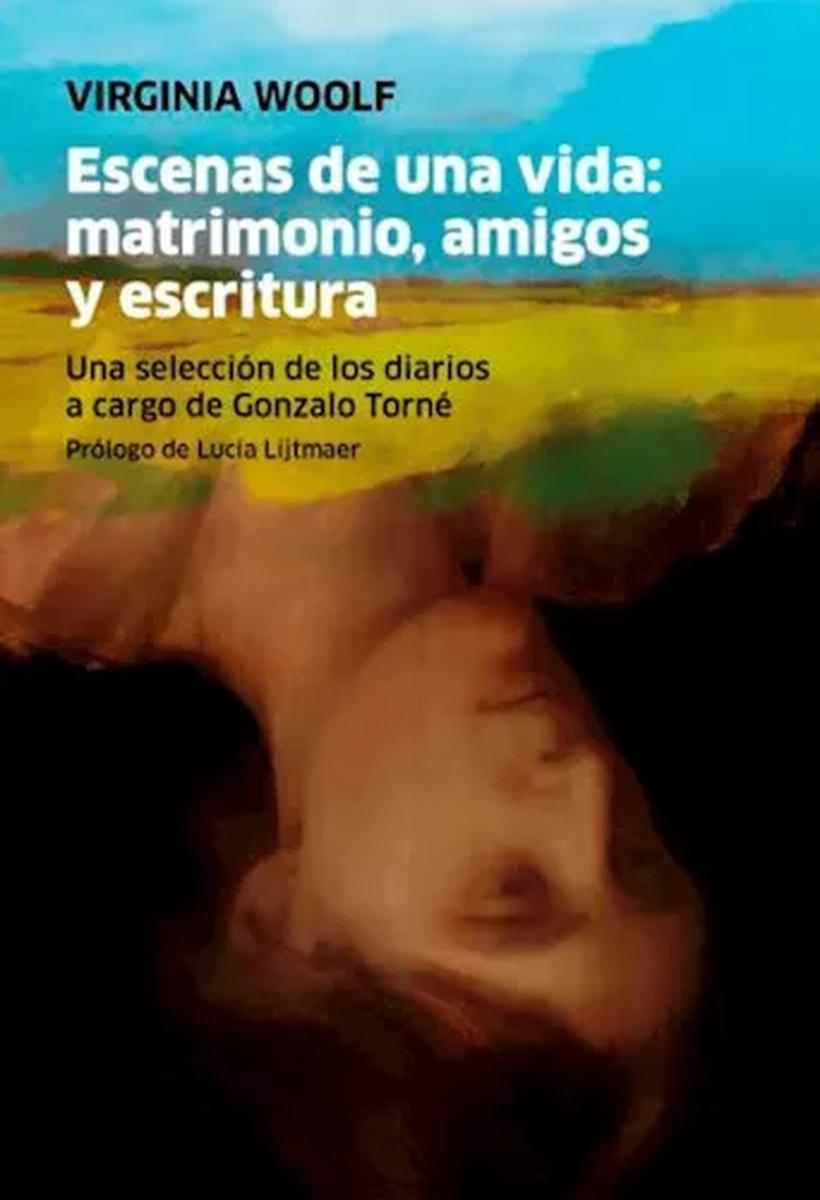 VIRGINIA WOOLF
Escenas de una vida:
matrimonio, amigos
y escritura
Una selección de los diarios
a cargo de Gonzalo Torné
Prólogo de Lucía Lijtmaer